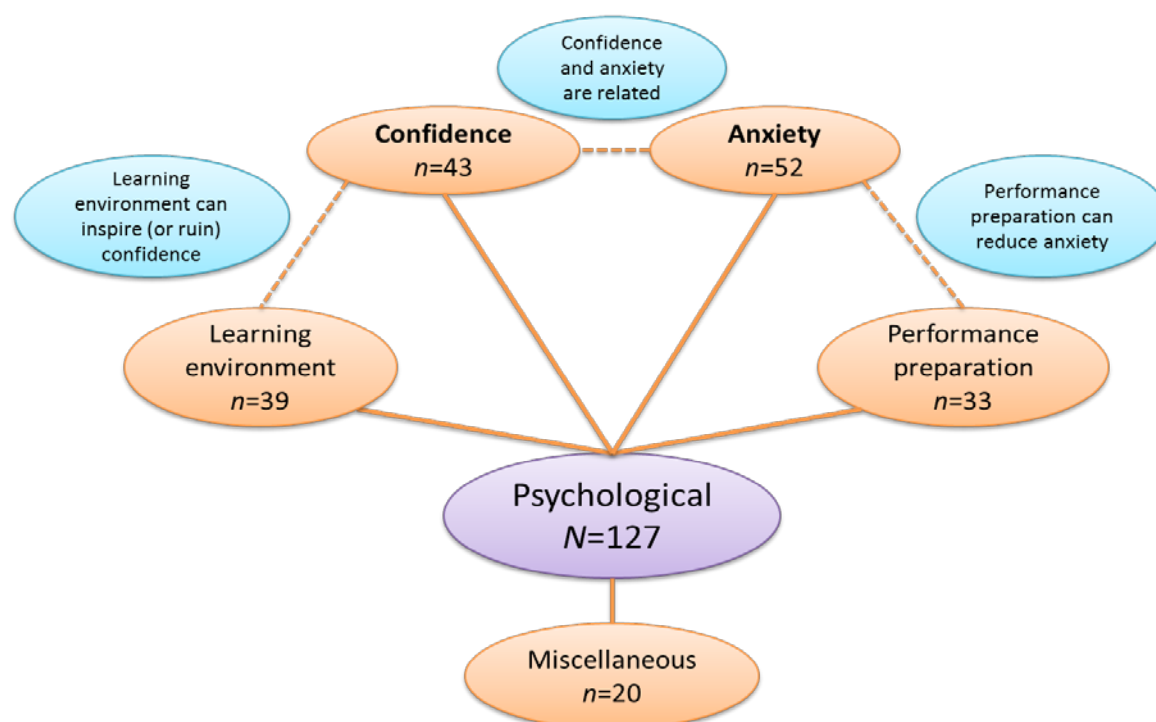 Confidence
and anxiety
are related
Confidence
n=43
Anxiety
n=52
Learning
environment can
inspire (or ruin)
confidence
Performance
preparation can
reduce anxiety
Learning
environment
n=39
Performance
preparation
n=33
Psychological
N=127
Miscellaneous
n=20